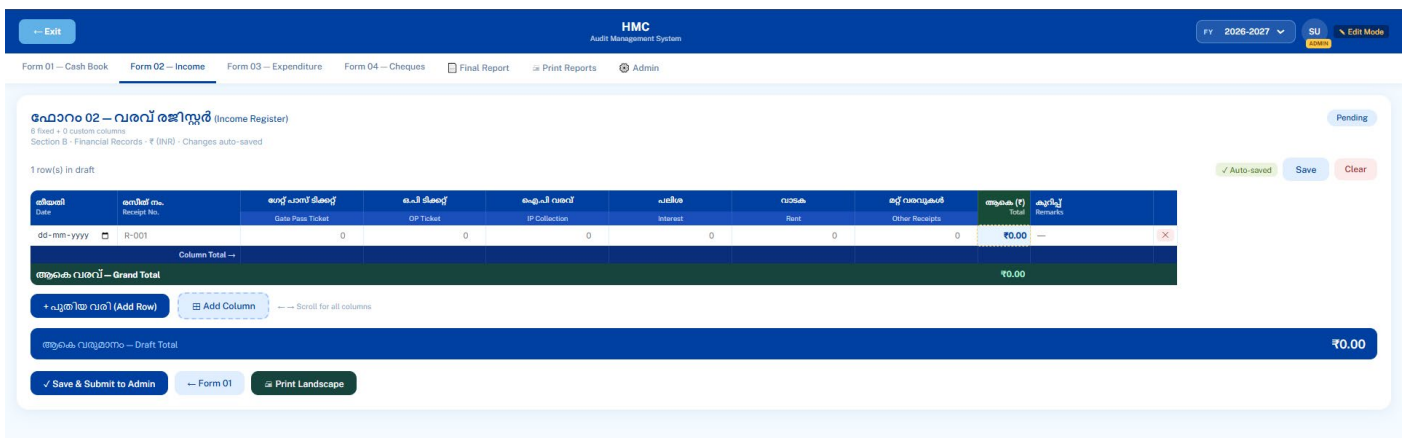 ← Exit
HMC
Audit Management System
FY 2026-2027
SU
ADMIN
Edit Mode
Form 01 — Cash Book
Form 02 — Income
Form 03 — Expenditure
Form 04 — Cheques
Final Report
Print Reports
Admin
ഫോറം 02 — വരവ് രജിസ്റ്റർ (Income Register)
Pending
6 fixed + 0 custom columns
Section B · Financial Records · ₹ (INR) · Changes auto-saved
1 row(s) in draft
✓ Auto-saved
Save
Clear
തീയതി രസീത് നം. ഗേറ്റ് പാസ് ടിക്കറ്റ് ഒ.പി ടിക്കറ്റ് ഐ.പി വരവ് പലിശ വാടക മറ്റ് വരവുകൾ ആകെ (₹) കുറിപ്പ്
Date Receipt No. Gate Pass Ticket OP Ticket IP Collection Interest Rent Other Receipts Total Remarks
dd-mm-yyyy R-001 0 0 0 0 0 0 ₹0.00 — ×
Column Total →
ആകെ വരവ് — Grand Total ₹0.00
+ പുതിയ വരി (Add Row)
Add Column
← → Scroll for all columns
ആകെ വരുമാനം — Draft Total ₹0.00
✓ Save & Submit to Admin
← Form 01
Print Landscape